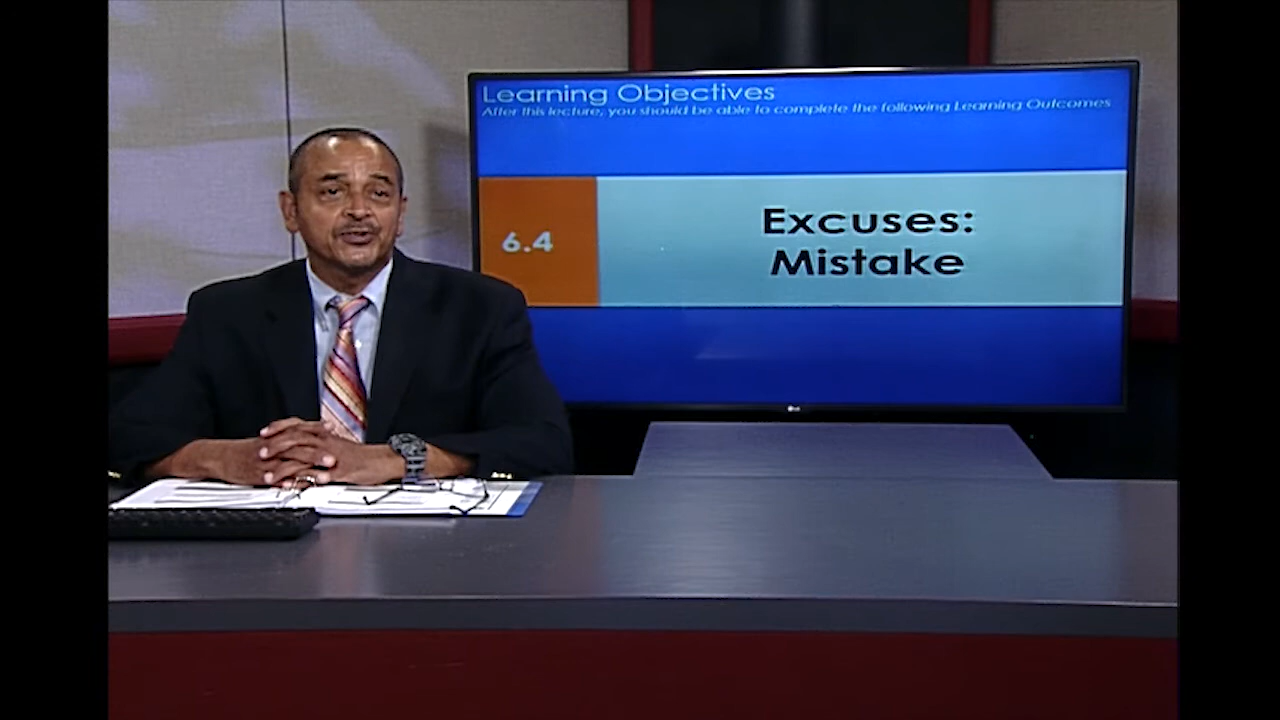 Learning Objectives
After this lecture, you should be able to complete the following Learning Outcomes
6.4
Excuses:
Mistake
LG